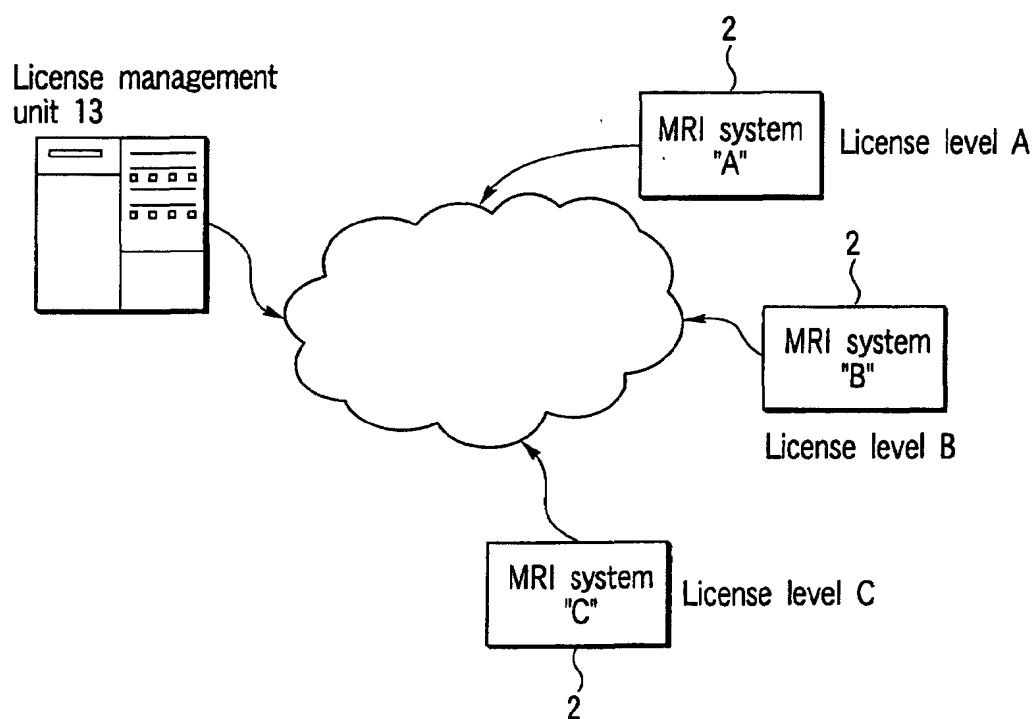 License management
unit 13
2
MRI system
"A"
License level A
2
MRI system
"B"
License level B
MRI system
"C"
License level C
2